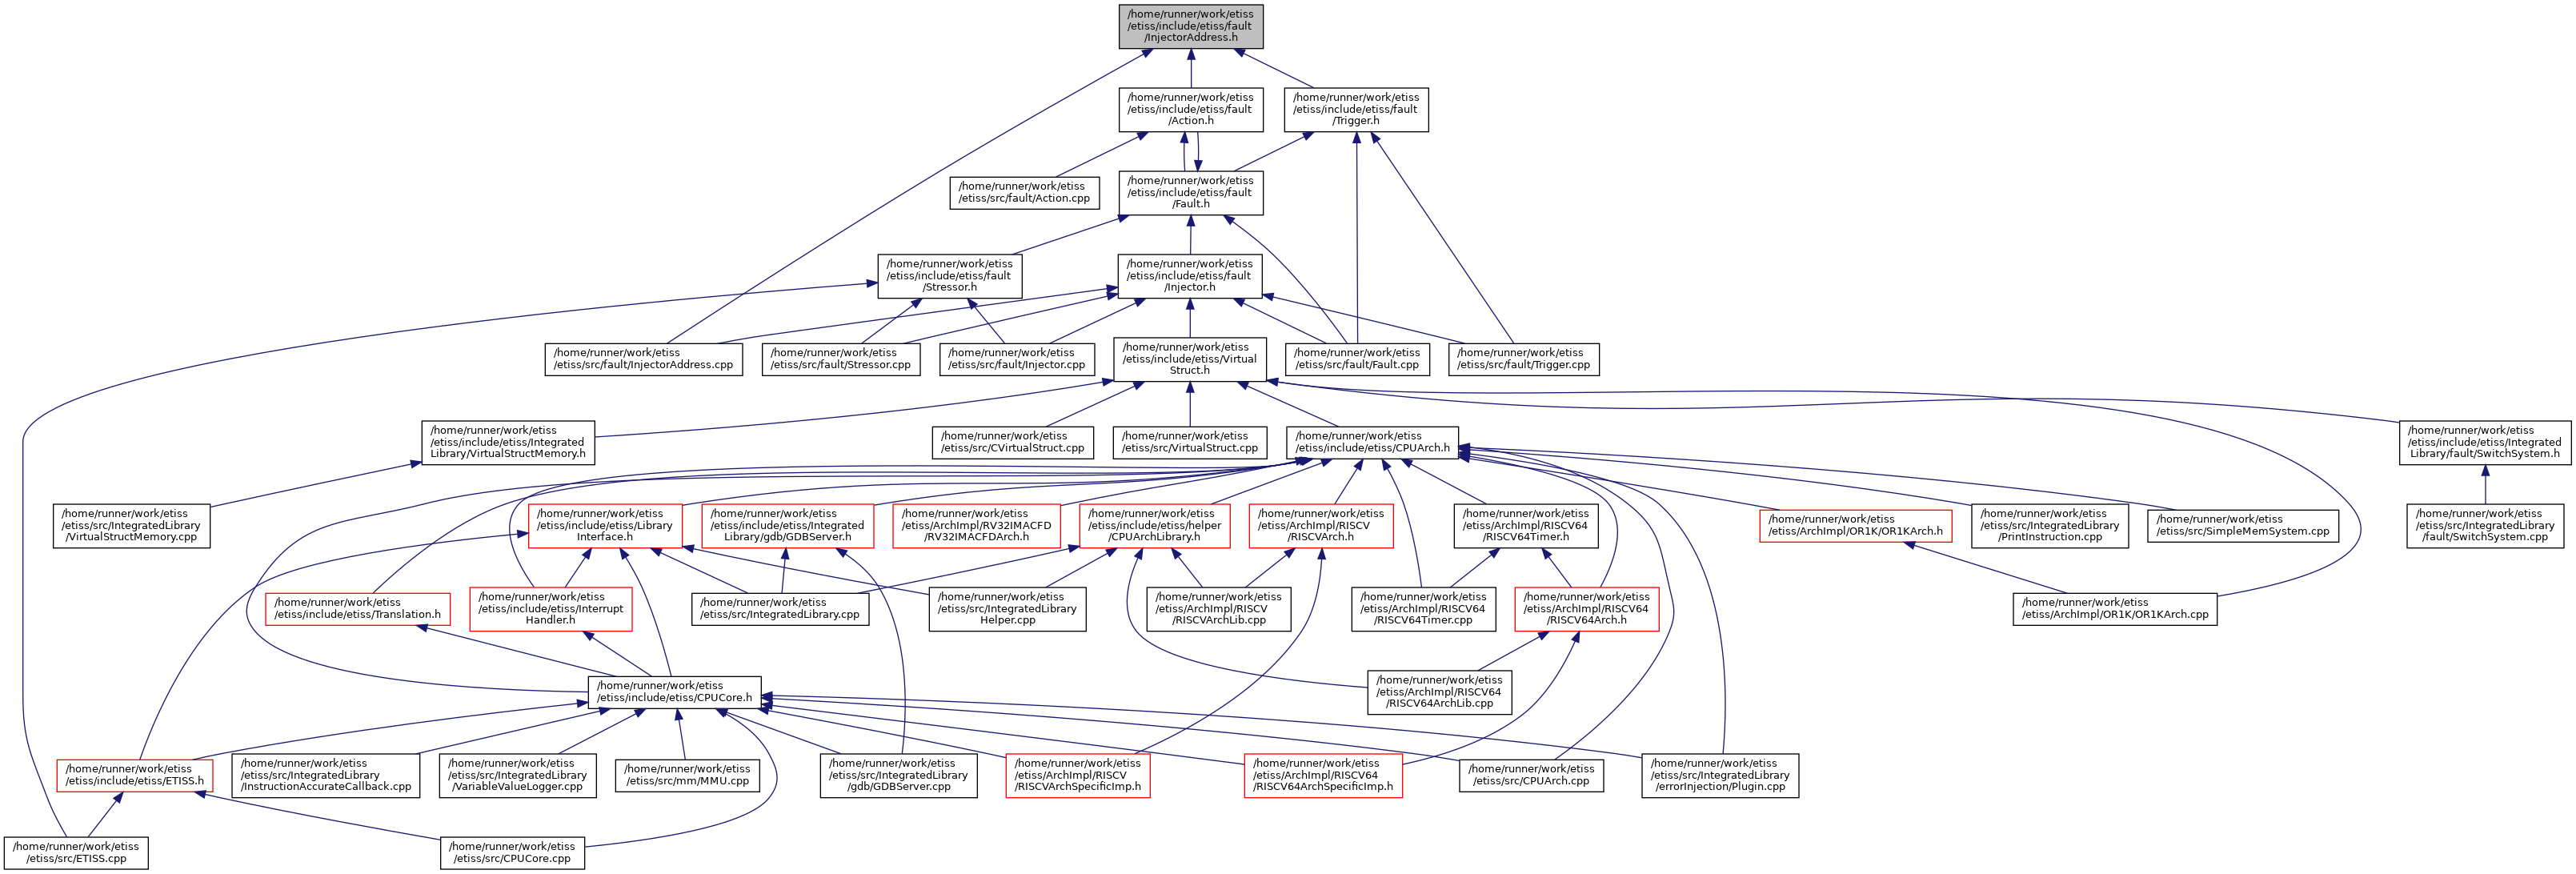 /home/runner/work/etiss
/etiss/include/etiss/fault
/InjectorAddress.h
/home/runner/work/etiss
/etiss/include/etiss/fault
/Action.h
/home/runner/work/etiss
/etiss/include/etiss/fault
/Trigger.h
/home/runner/work/etiss
/etiss/src/fault/Action.cpp
/home/runner/work/etiss
/etiss/include/etiss/fault
/Fault.h
/home/runner/work/etiss
/etiss/include/etiss/fault
/Stressor.h
/home/runner/work/etiss
/etiss/include/etiss/fault
/Injector.h
/home/runner/work/etiss
/etiss/src/fault/InjectorAddress.cpp
/home/runner/work/etiss
/etiss/src/fault/Stressor.cpp
/home/runner/work/etiss
/etiss/src/fault/Injector.cpp
/home/runner/work/etiss
/etiss/include/etiss/Virtual
Struct.h
/home/runner/work/etiss
/etiss/src/fault/Fault.cpp
/home/runner/work/etiss
/etiss/src/fault/Trigger.cpp
/home/runner/work/etiss
/etiss/include/etiss/Integrated
Library/VirtualStructMemory.h
/home/runner/work/etiss
/etiss/src/CVirtualStruct.cpp
/home/runner/work/etiss
/etiss/src/VirtualStruct.cpp
/home/runner/work/etiss
/etiss/include/etiss/CPUArch.h
/home/runner/work/etiss
/etiss/include/etiss/Integrated
Library/fault/SwitchSystem.h
/home/runner/work/etiss
/etiss/src/IntegratedLibrary
/VirtualStructMemory.cpp
/home/runner/work/etiss
/etiss/include/etiss/Library
Interface.h
/home/runner/work/etiss
/etiss/include/etiss/Integrated
Library/gdb/GDBServer.h
/home/runner/work/etiss
/etiss/ArchImpl/RV32IMACFD
/RV32IMACFDArch.h
/home/runner/work/etiss
/etiss/include/etiss/helper
/CPUArchLibrary.h
/home/runner/work/etiss
/etiss/ArchImpl/RISCV
/RISCVArch.h
/home/runner/work/etiss
/etiss/ArchImpl/RISCV64
/RISCV64Timer.h
/home/runner/work/etiss
/etiss/ArchImpl/OR1K/OR1KArch.h
/home/runner/work/etiss
/etiss/src/IntegratedLibrary
/PrintInstruction.cpp
/home/runner/work/etiss
/etiss/src/SimpleMemSystem.cpp
/home/runner/work/etiss
/etiss/src/IntegratedLibrary
/fault/SwitchSystem.cpp
/home/runner/work/etiss
/etiss/include/etiss/Translation.h
/home/runner/work/etiss
/etiss/include/etiss/Interrupt
Handler.h
/home/runner/work/etiss
/etiss/src/IntegratedLibrary.cpp
/home/runner/work/etiss
/etiss/src/IntegratedLibrary
Helper.cpp
/home/runner/work/etiss
/etiss/ArchImpl/RISCV
/RISCVArchLib.cpp
/home/runner/work/etiss
/etiss/ArchImpl/RISCV64
/RISCV64Timer.cpp
/home/runner/work/etiss
/etiss/ArchImpl/RISCV64
/RISCV64Arch.h
/home/runner/work/etiss
/etiss/ArchImpl/OR1K/OR1KArch.cpp
/home/runner/work/etiss
/etiss/include/etiss/CPUCore.h
/home/runner/work/etiss
/etiss/ArchImpl/RISCV64
/RISCV64ArchLib.cpp
/home/runner/work/etiss
/etiss/include/etiss/ETISS.h
/home/runner/work/etiss
/etiss/src/IntegratedLibrary
/InstructionAccurateCallback.cpp
/home/runner/work/etiss
/etiss/src/IntegratedLibrary
/VariableValueLogger.cpp
/home/runner/work/etiss
/etiss/src/mm/MMU.cpp
/home/runner/work/etiss
/etiss/src/IntegratedLibrary
/gdb/GDBServer.cpp
/home/runner/work/etiss
/etiss/ArchImpl/RISCV
/RISCVArchSpecificImp.h
/home/runner/work/etiss
/etiss/ArchImpl/RISCV64
/RISCV64ArchSpecificImp.h
/home/runner/work/etiss
/etiss/src/CPUArch.cpp
/home/runner/work/etiss
/etiss/src/IntegratedLibrary
/errorInjection/Plugin.cpp
/home/runner/work/etiss
/etiss/src/ETISS.cpp
/home/runner/work/etiss
/etiss/src/CPUCore.cpp